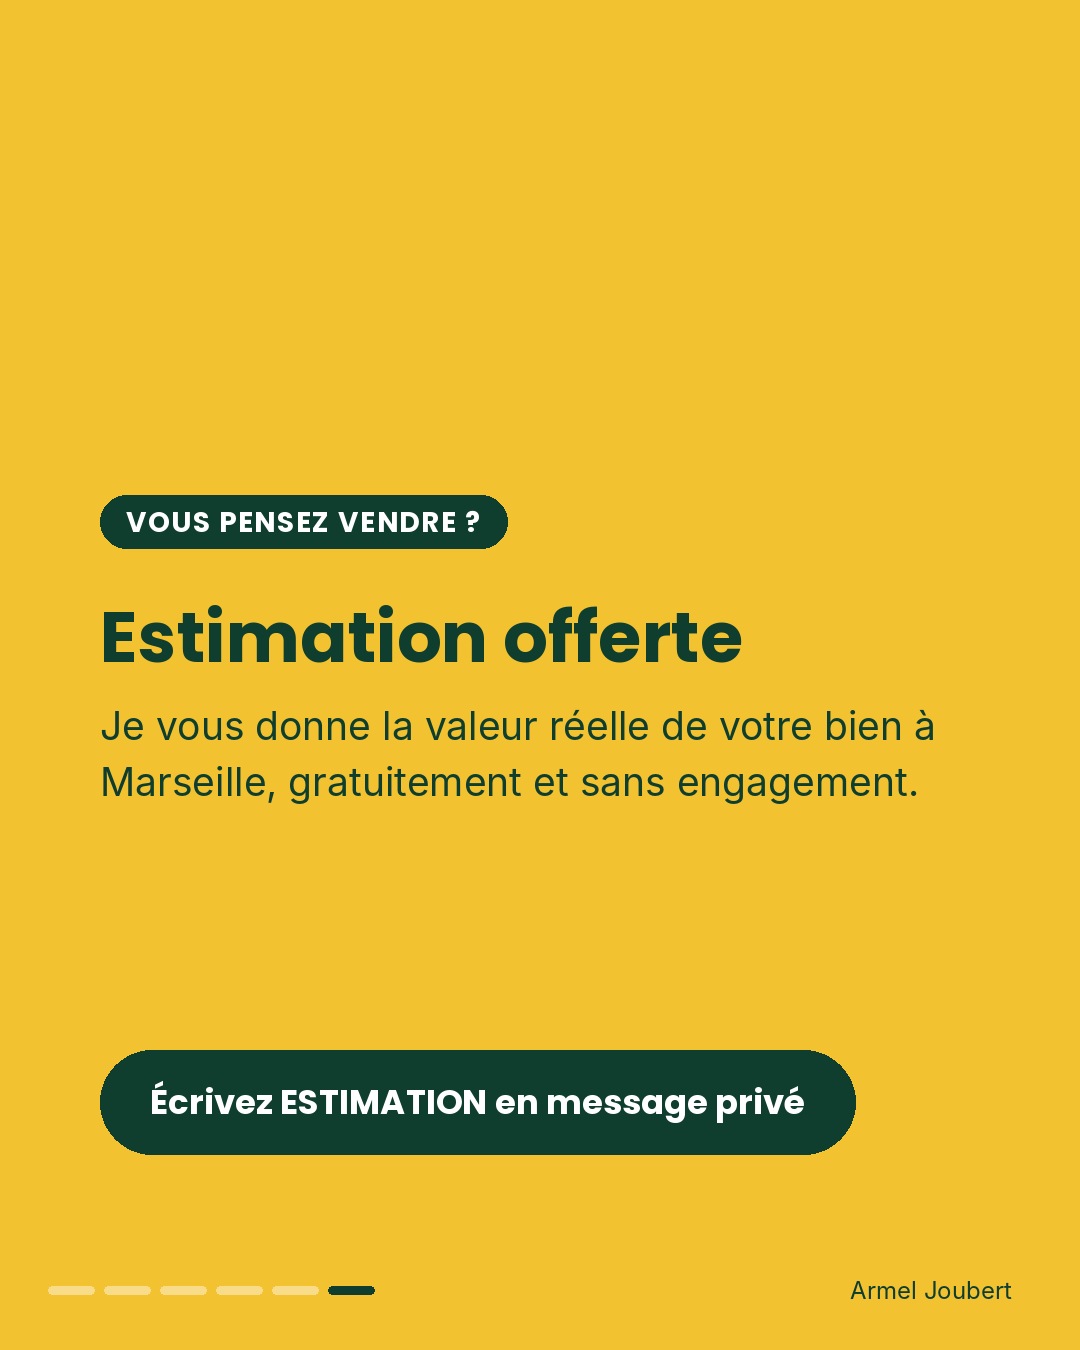 VOUS PENSEZ VENDRE ?
Estimation offerte
Je vous donne la valeur réelle de votre bien à
Marseille, gratuitement et sans engagement.
Écrivez ESTIMATION en message privé
Armel Joubert